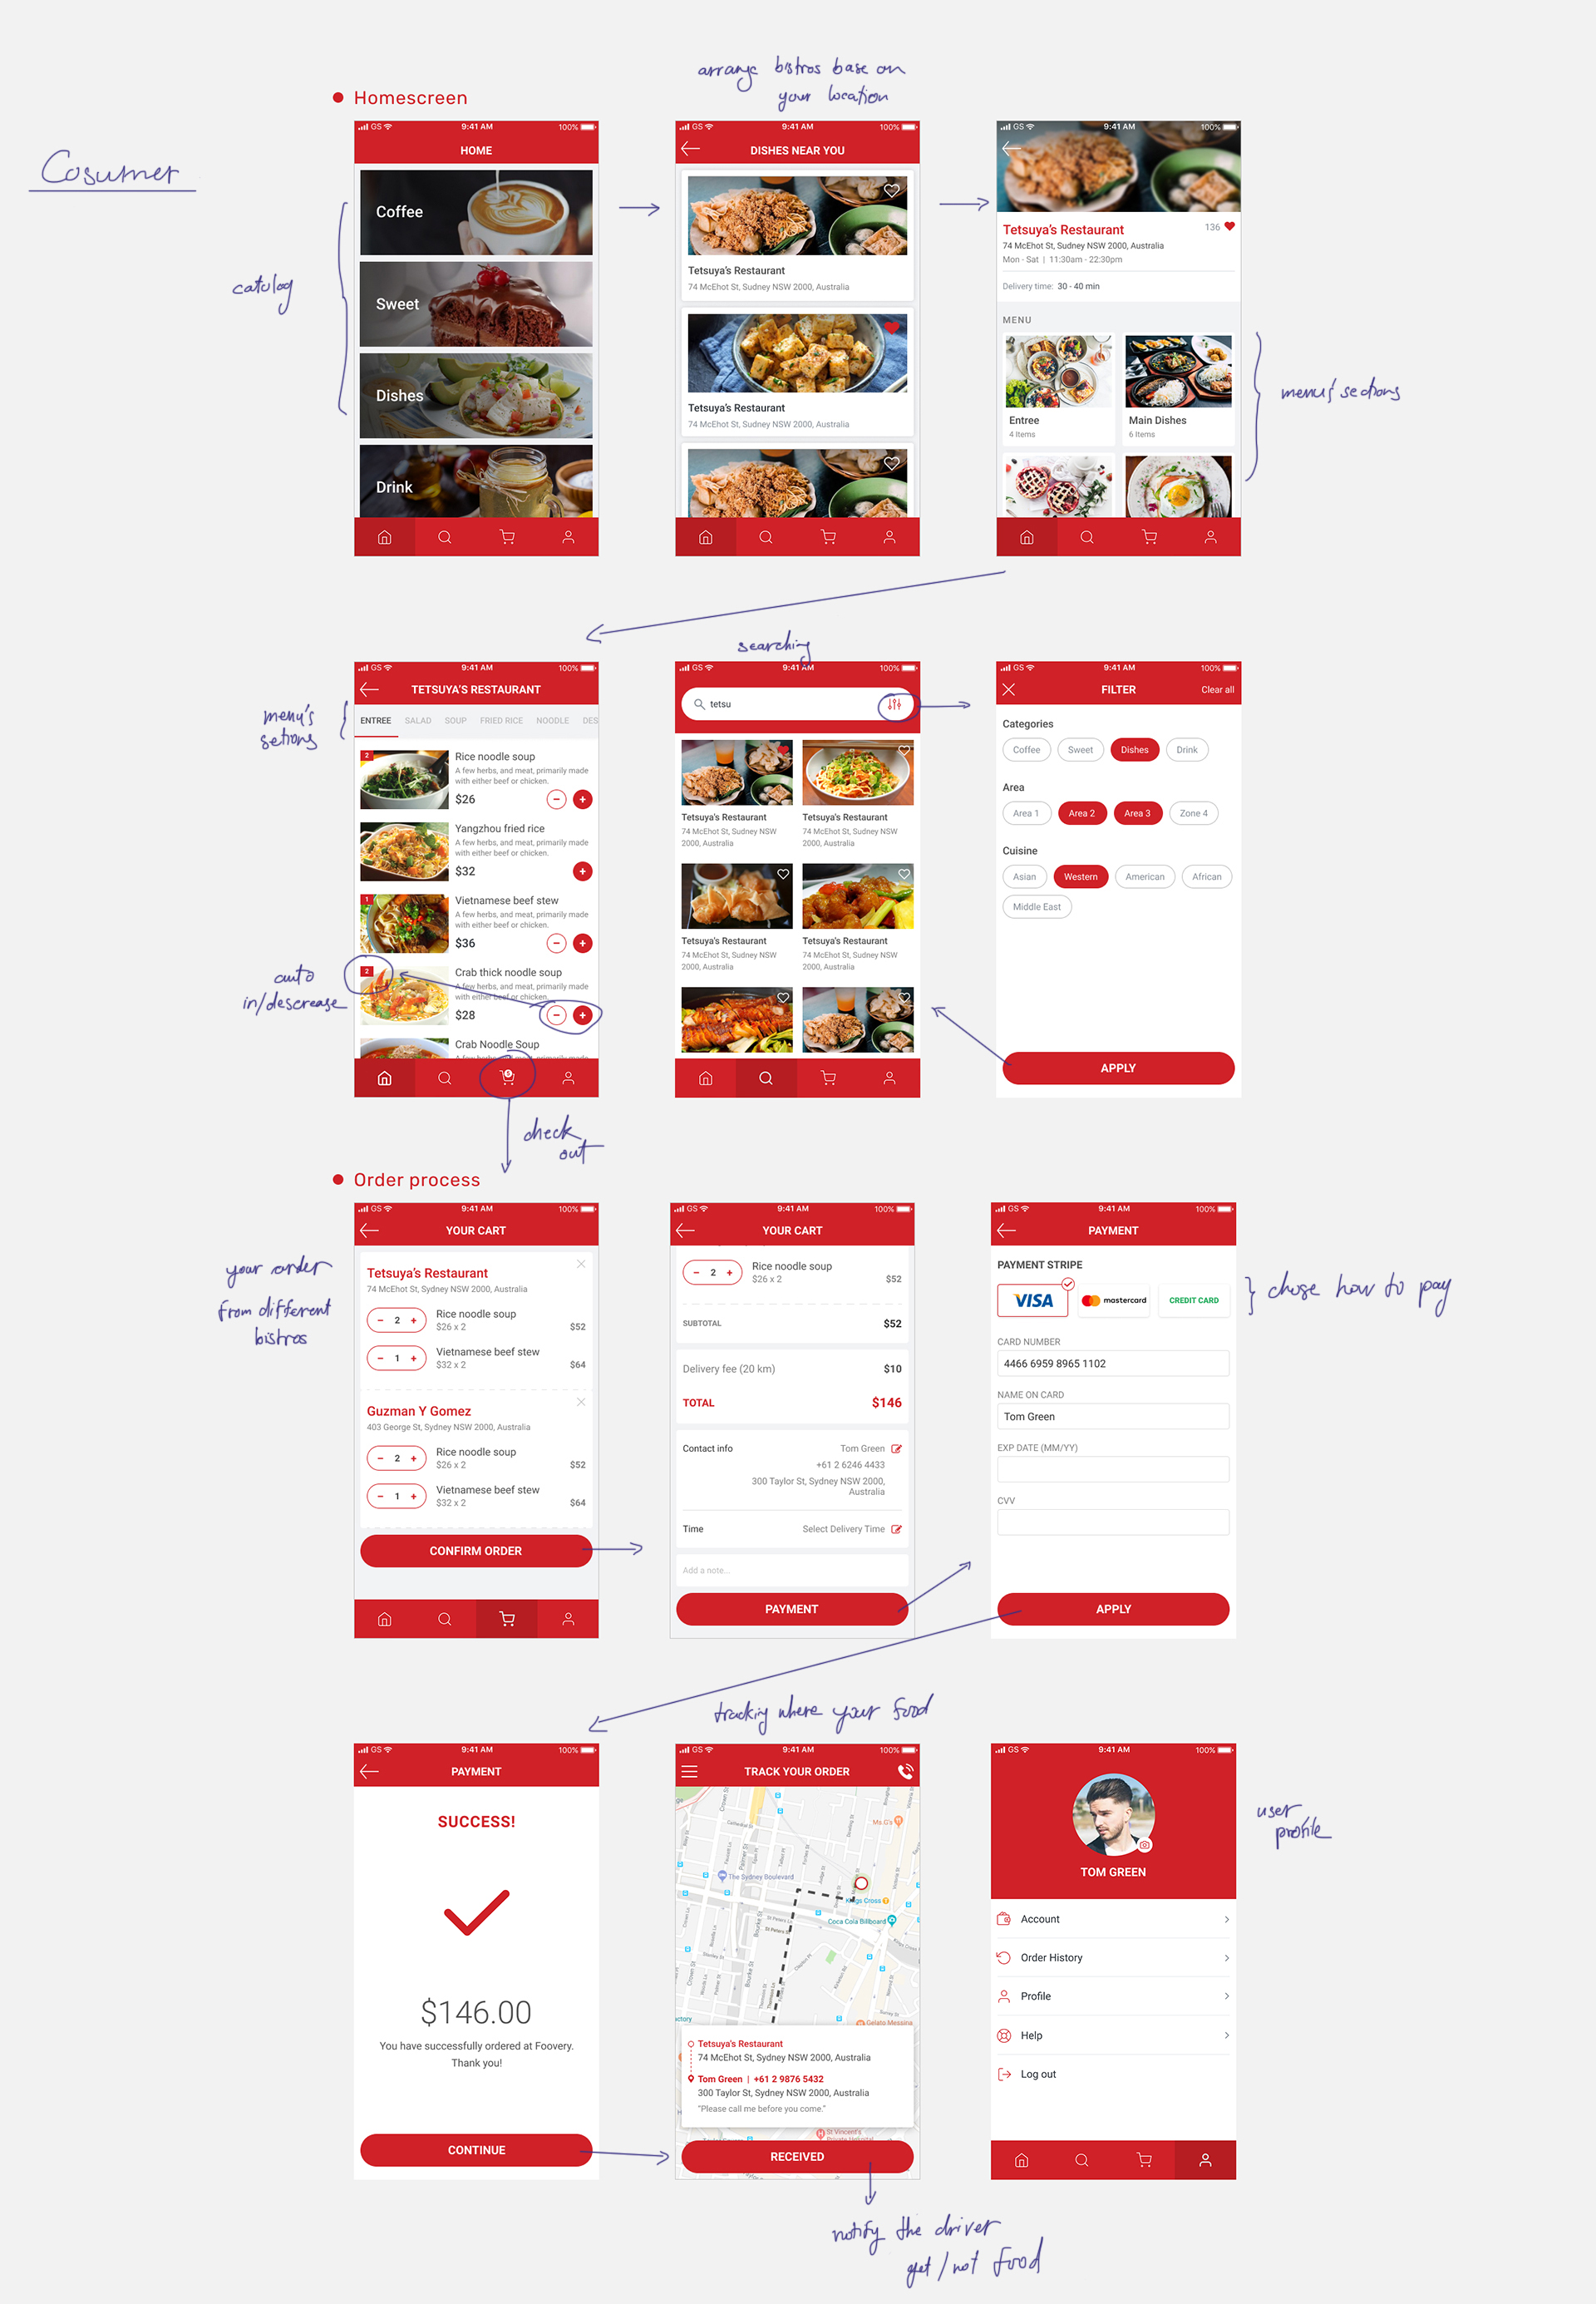 arrange bistros base on
your location
Homescreen
Cosumer
catolog
GS 9:41 AM 100%
HOME
Coffee
Sweet
Dishes
Drink
GS 9:41 AM 100%
DISHES NEAR YOU
Tetsuya's Restaurant
74 McEhot St, Sudney NSW 2000, Australia
Tetsuya's Restaurant
74 McEhot St, Sudney NSW 2000, Australia
GS 9:41 AM 100%
Tetsuya's Restaurant 136
74 McEhot St, Sudney NSW 2000, Australia
Mon - Sat | 11:30am - 22:30pm
Delivery time: 30 - 40 min
MENU
Entree
4 Items
Main Dishes
6 Items
menu's sections
menu's
setions
GS 9:41 AM 100%
TETSUYA'S RESTAURANT
ENTREE SALAD SOUP FRIED RICE NOODLE DES
2
Rice noodle soup
A few herbs, and meat, primarily made
with either beef or chicken.
$26
Yangzhou fried rice
A few herbs, and meat, primarily made
with either beef or chicken.
$32
1
Vietnamese beef stew
A few herbs, and meat, primarily made
with either beef or chicken.
$36
2
Crab thick noodle soup
A few herbs, and meat, primarily made
with either beef or chicken.
$28
Crab Noodle Soup
A few herbs, and meat, primarily made
5
auto
in/descrease
check
out
searching
GS 9:41 AM 100%
tetsu
Tetsuya's Restaurant
74 McEhot St, Sudney NSW
2000, Australia
Tetsuya's Restaurant
74 McEhot St, Sudney NSW
2000, Australia
Tetsuya's Restaurant
74 McEhot St, Sudney NSW
2000, Australia
Tetsuya's Restaurant
74 McEhot St, Sudney NSW
2000, Australia
GS 9:41 AM 100%
FILTER Clear all
Categories
Coffee Sweet Dishes Drink
Area
Area 1 Area 2 Area 3 Zone 4
Cuisine
Asian Western American African
Middle East
APPLY
Order process
your order
from different
bistros
GS 9:41 AM 100%
YOUR CART
Tetsuya's Restaurant
74 McEhot St, Sydney NSW 2000, Australia
- 2 + Rice noodle soup
$26 x 2 $52
- 1 + Vietnamese beef stew
$32 x 2 $64
Guzman Y Gomez
403 George St, Sydney NSW 2000, Australia
- 2 + Rice noodle soup
$26 x 2 $52
- 1 + Vietnamese beef stew
$32 x 2 $64
CONFIRM ORDER
GS 9:41 AM 100%
YOUR CART
- 2 + Rice noodle soup
$26 x 2 $52
SUBTOTAL $52
Delivery fee (20 km) $10
TOTAL $146
Contact info Tom Green
+61 2 6246 4433
300 Taylor St, Sydney NSW 2000,
Australia
Time Select Delivery Time
Add a note...
PAYMENT
GS 9:41 AM 100%
PAYMENT
PAYMENT STRIPE
VISA mastercard CREDIT CARD
CARD NUMBER
4466 6959 8965 1102
NAME ON CARD
Tom Green
EXP DATE (MM/YY)
CVV
APPLY
chose how to pay
GS 9:41 AM 100%
PAYMENT
SUCCESS!
$146.00
You have successfully ordered at Foovery.
Thank you!
CONTINUE
tracking where your food
GS 9:41 AM 100%
TRACK YOUR ORDER
Ms.G's
The Sydney Boulevard
Kings Cross
Coca Cola Billboard
Gelato Messina
Tetsuya's Restaurant
74 McEhot St, Sydney NSW 2000, Australia
Tom Green | +61 2 9876 5432
300 Taylor St, Sydney NSW 2000, Australia
"Please call me before you come."
St Vincent's
Private Hospital
RECEIVED
notify the driver
get/not food
GS 9:41 AM 100%
TOM GREEN
Account
Order History
Profile
Help
Log out
user
profile